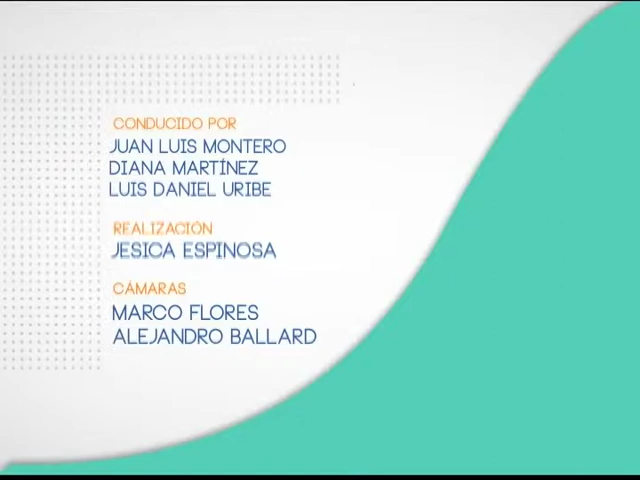 CONDUCIDO POR
JUAN LUIS MONTERO
DIANA MARTÍNEZ
LUIS DANIEL URIBE
REALIZACIÓN
JESICA ESPINOSA
CÁMARAS
MARCO FLORES
ALEJANDRO BALLARD